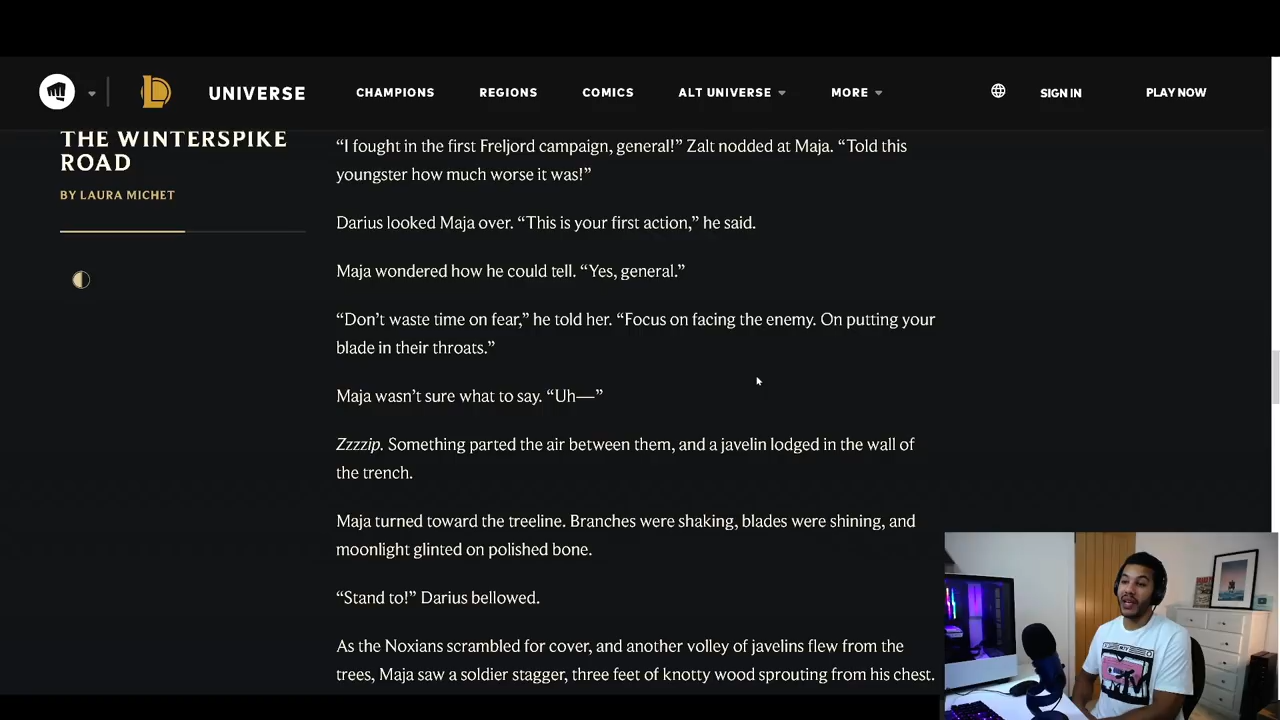 UNIVERSE
CHAMPIONS
REGIONS
COMICS
ALT UNIVERSE
MORE
SIGN IN
PLAY NOW
THE WINTERSPIKE
ROAD
BY LAURA MICHET
“I fought in the first Freljord campaign, general!” Zalt nodded at Maja. “Told this
youngster how much worse it was!”
Darius looked Maja over. “This is your first action,” he said.
Maja wondered how he could tell. “Yes, general.”
“Don’t waste time on fear,” he told her. “Focus on facing the enemy. On putting your
blade in their throats.”
Maja wasn’t sure what to say. “Uh—”
Zzzzip. Something parted the air between them, and a javelin lodged in the wall of
the trench.
Maja turned toward the treeline. Branches were shaking, blades were shining, and
moonlight glinted on polished bone.
“Stand to!” Darius bellowed.
As the Noxians scrambled for cover, and another volley of javelins flew from the
trees, Maja saw a soldier stagger, three feet of knotty wood sprouting from his chest.